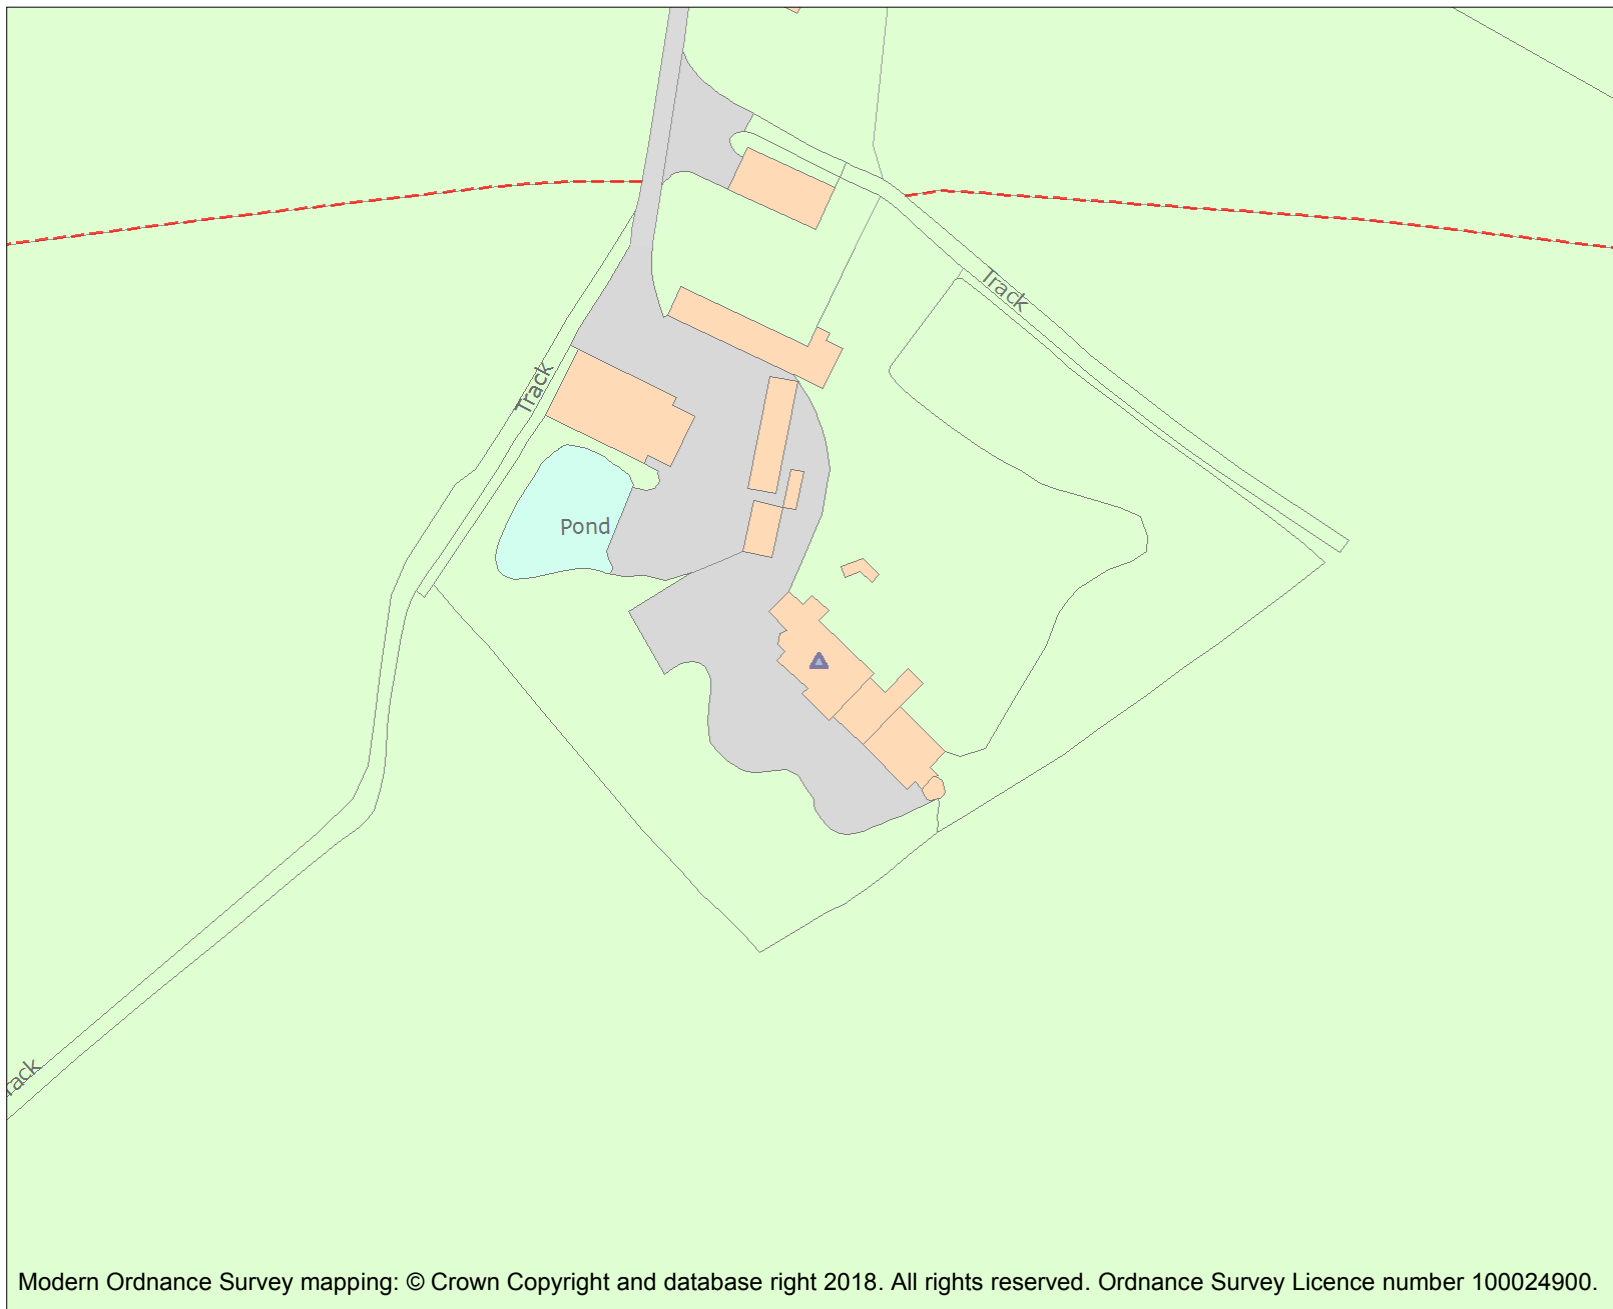 Track
Track
Pond
rack
Modern Ordnance Survey mapping: © Crown Copyright and database right 2018. All rights reserved. Ordnance Survey Licence number 100024900.